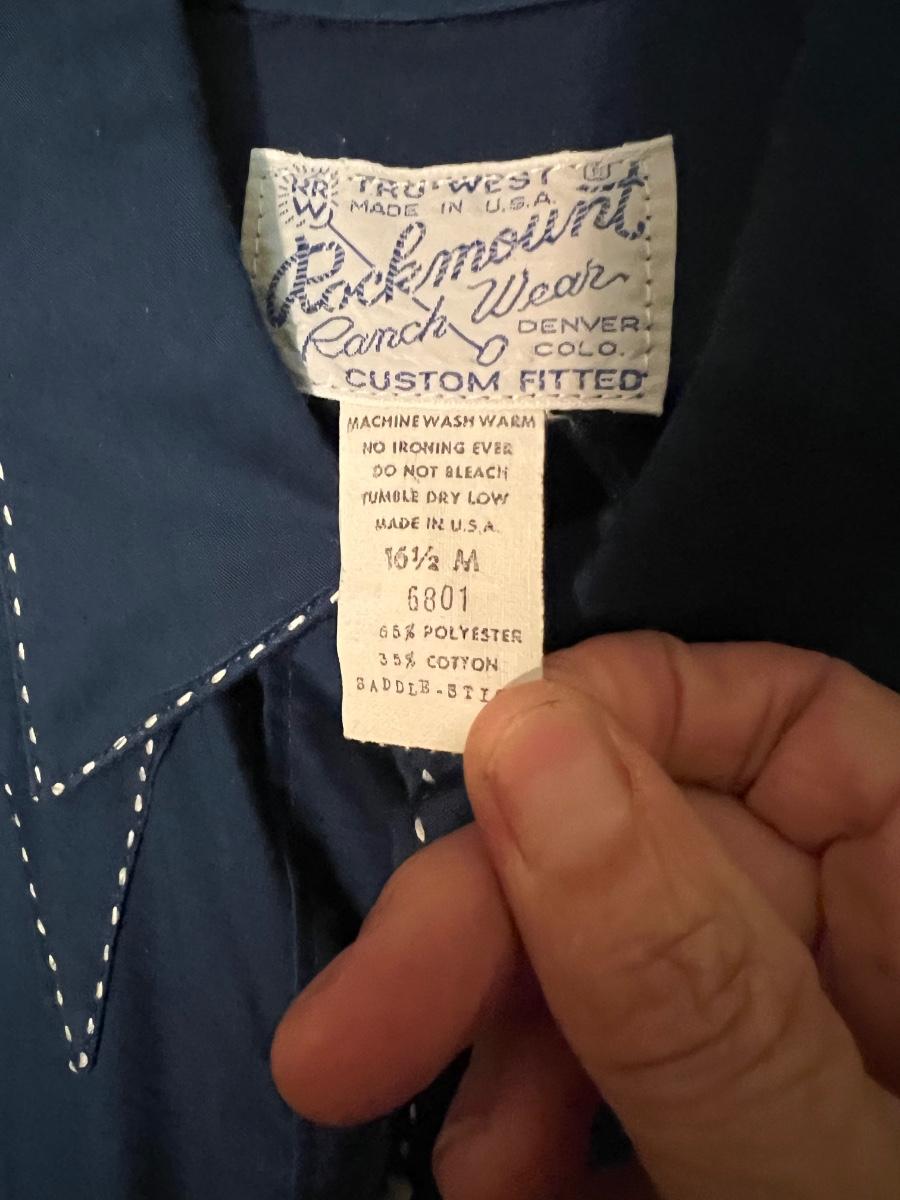 RR
W
TRU-WEST ®
MADE IN U.S.A.
Rockmount
Ranch Wear
DENVER
COLO.
CUSTOM FITTED
MACHINE WASH WARM
NO IRONING EVER
DO NOT BLEACH
TUMBLE DRY LOW
MADE IN U.S.A.
16½ M
6801
65% POLYESTER
35% COTTON